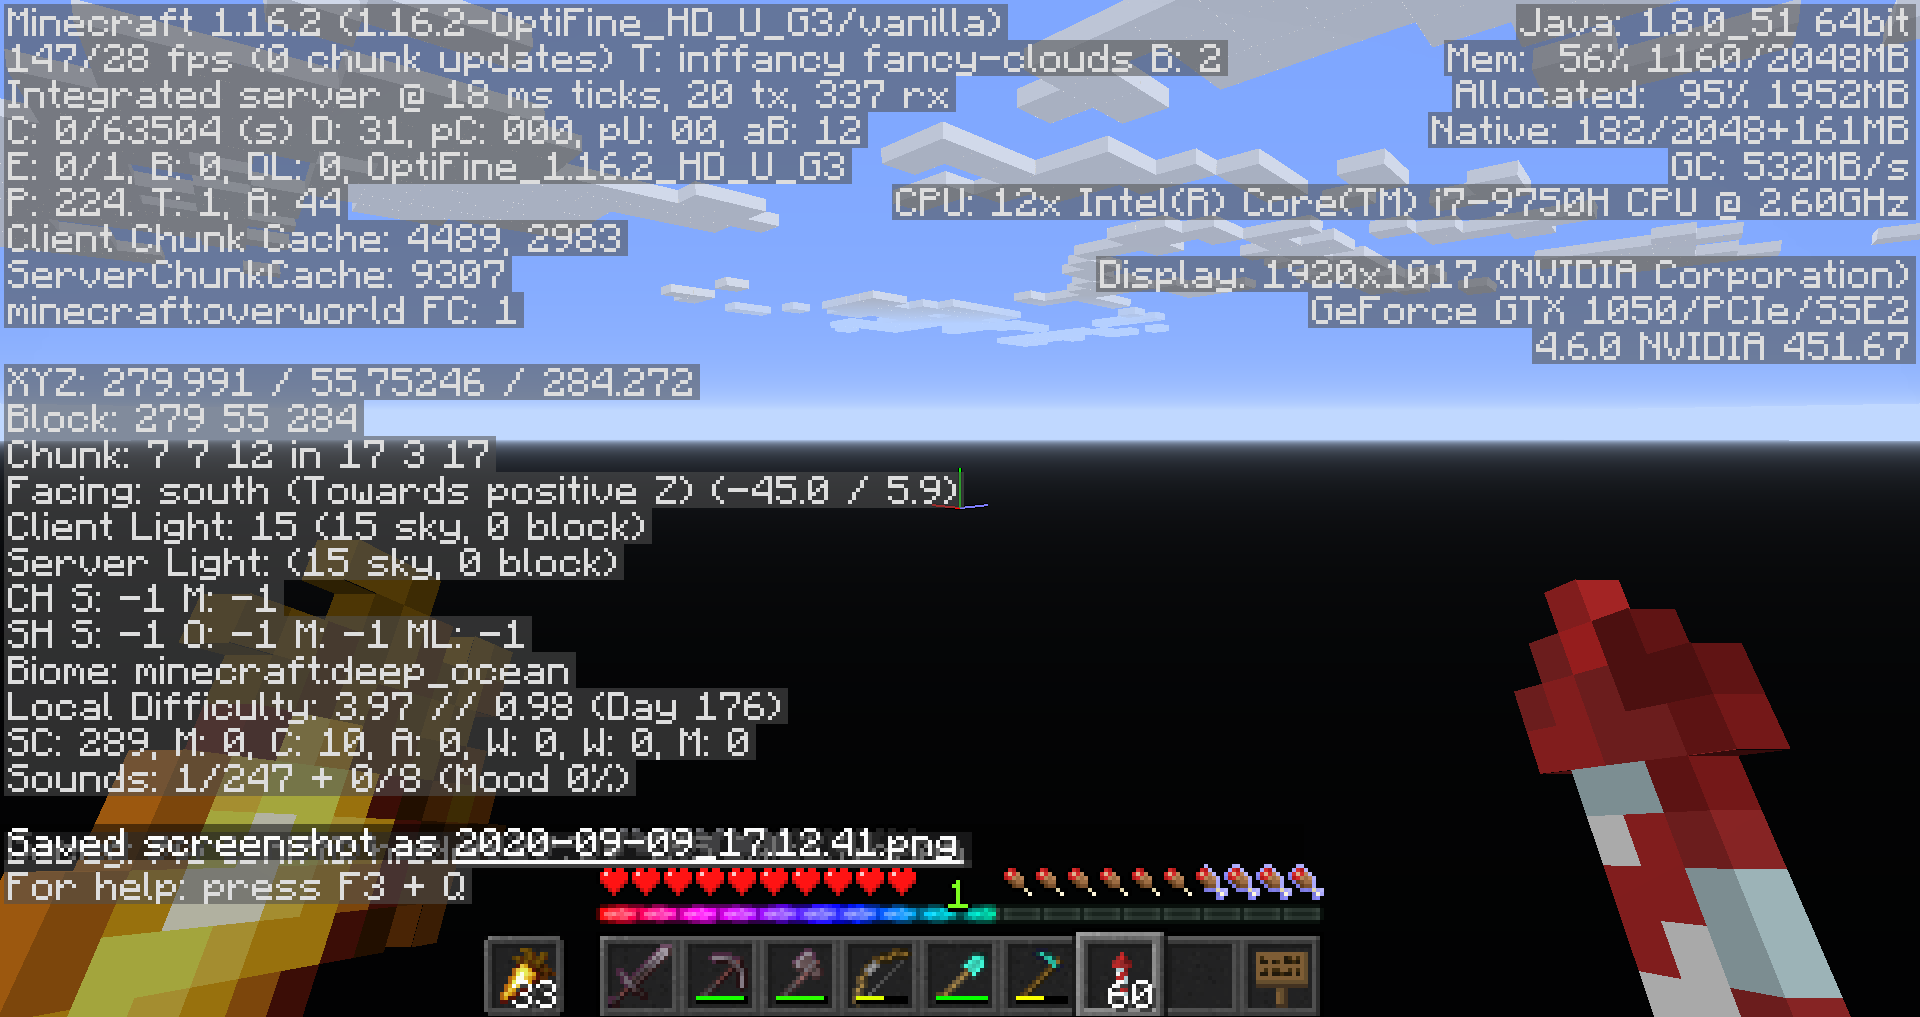 Minecraft 1.16.2 (1.16.2-OptiFine_HD_U_G3/vanilla)
147/28 fps (0 chunk updates) T: inffancy fancy-clouds B: 2
Integrated server @ 18 ms ticks, 20 tx, 337 rx
C: 0/63504 (s) D: 31, pC: 000, pU: 00, aB: 12
E: 0/1, B: 0, DL. 0, OptiFine_1.16.2_HD_U_G3
P: 224. T: 1, A: 44
Client Chunk Cache: 4489, 2983
ServerChunkCache: 9307
minecraft:overworld FC: 1
XYZ: 279.991 / 55.75246 / 284.272
Block: 279 55 284
Chunk: 7 7 12 in 17 3 17
Facing: south (Towards positive Z) (-45.0 / 5.9)
Client Light: 15 (15 sky, 0 block)
Server Light: (15 sky, 0 block)
CH S: -1 M: -1
SH S: -1 O: -1 M: -1 ML: -1
Biome: minecraft:deep_ocean
Local Difficulty: 3.97 // 0.98 (Day 176)
SC: 289, M: 0, C: 10, A: 0, W: 0, W: 0, M: 0
Sounds: 1/247 + 0/8 (Mood 0%)
Saved screenshot as 2020-09-09_17.12.41.png
For help: press F3 + Q
Java: 1.8.0_51 64bit
Mem: 56% 1160/2048MB
Allocated: 95% 1952MB
Native: 182/2048+161MB
GC: 532MB/s
CPU: 12x Intel(R) Core(TM) i7-9750H CPU @ 2.60GHz
Display: 1920x1017 (NVIDIA Corporation)
GeForce GTX 1050/PCIe/SSE2
4.6.0 NVIDIA 451.67
1
33
60